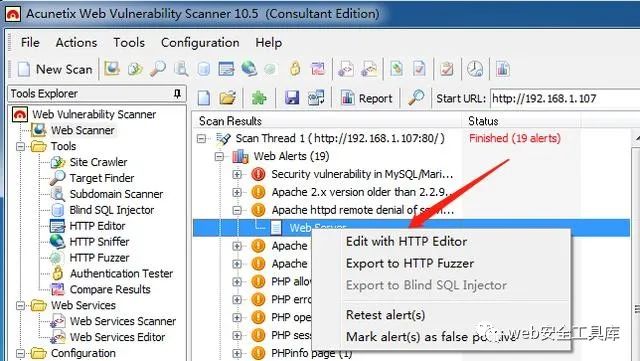 Acunetix Web Vulnerability Scanner 10.5 (Consultant Edition)
File Actions Tools Configuration Help
New Scan
Tools Explorer
Report Start URL: http://192.168.1.107
Web Vulnerability Scanner
Web Scanner
Tools
Site Crawler
Target Finder
Subdomain Scanner
Blind SQL Injector
HTTP Editor
HTTP Sniffer
HTTP Fuzzer
Authentication Tester
Compare Results
Web Services
Web Services Scanner
Web Services Editor
Configuration
Scan Results Status
Scan Thread 1 ( http://192.168.1.107:80/ ) Finished (19 alerts)
Web Alerts (19)
Security vulnerability in MySQL/Mari...
Apache 2.x version older than 2.2.9...
Apache httpd remote denial of servi...
Web Server
Apache
Apache
PHP allo
PHP erro
PHP ope
PHP sess
PHPinfo page (1)
Edit with HTTP Editor
Export to HTTP Fuzzer
Export to Blind SQL Injector
Retest alert(s)
Mark alert(s) as false
web安全工具库